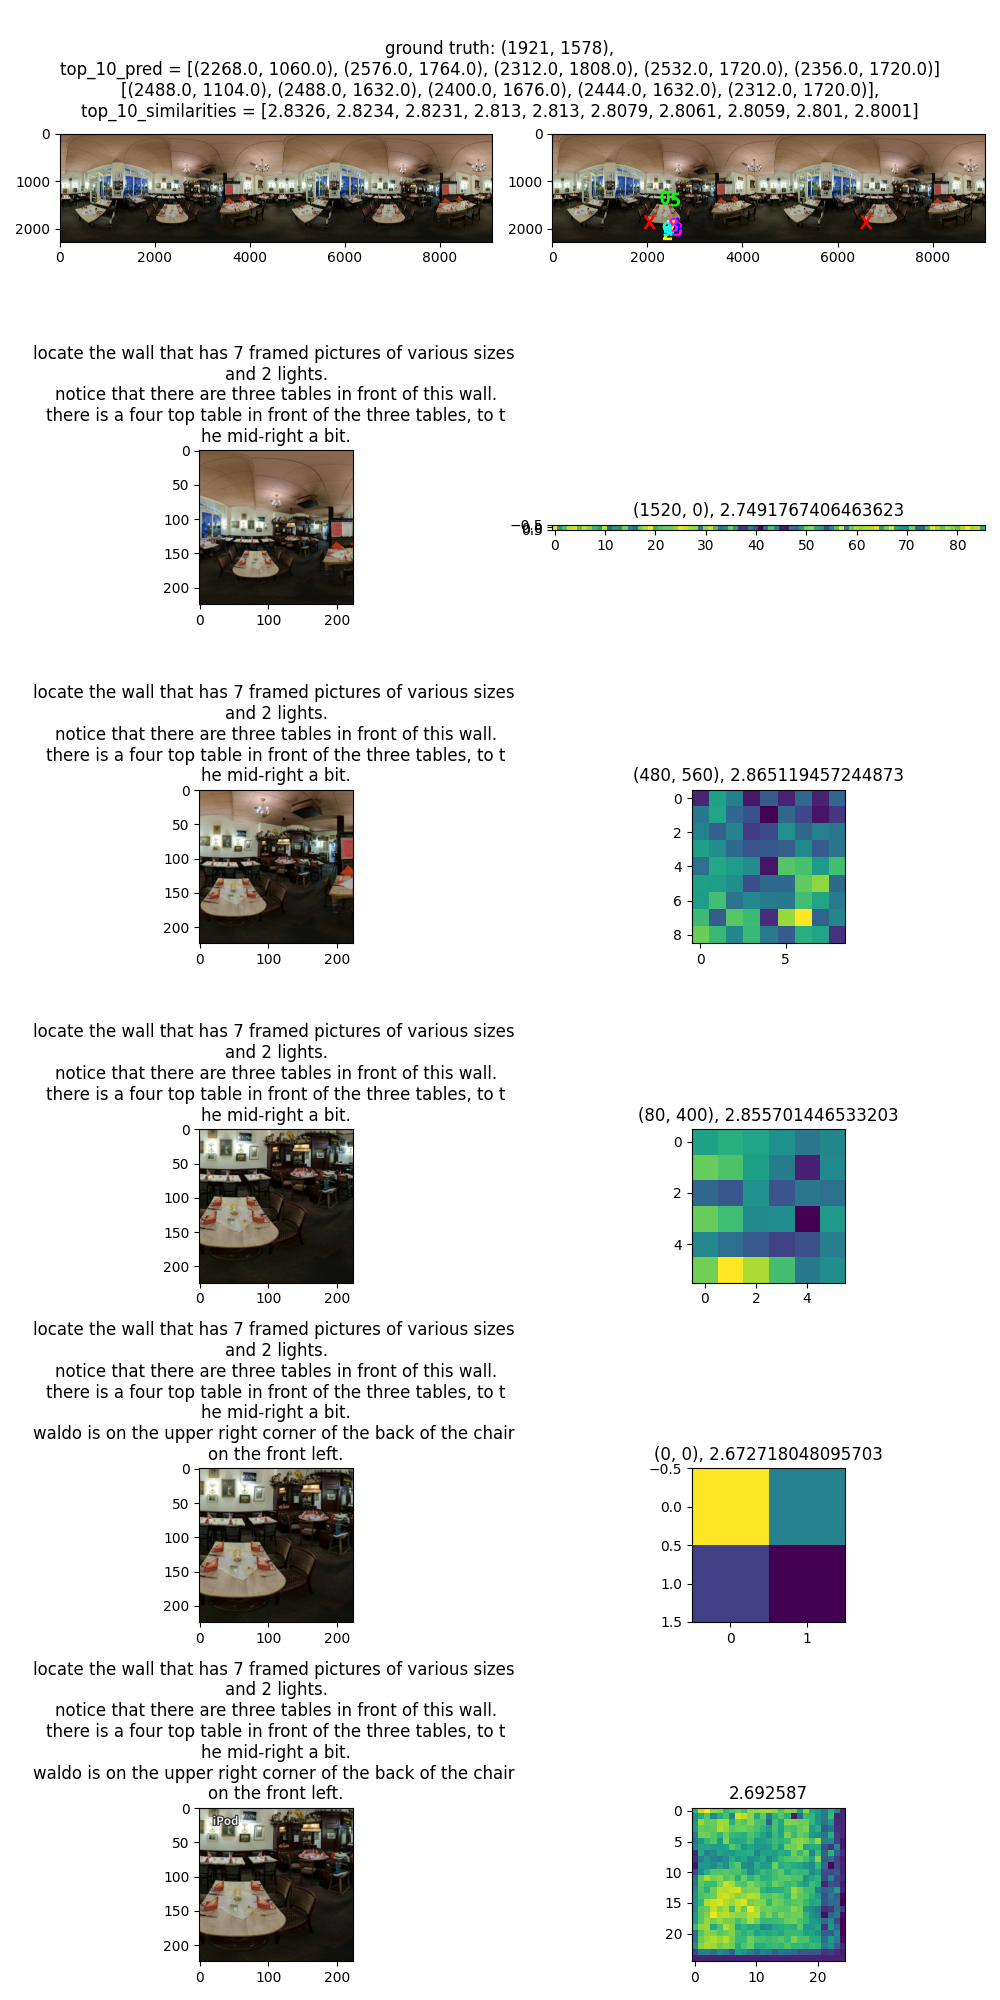 ground truth: (1921, 1578),
top_10_pred = [(2268.0, 1060.0), (2576.0, 1764.0), (2312.0, 1808.0), (2532.0, 1720.0), (2356.0, 1720.0)]
[(2488.0, 1104.0), (2488.0, 1632.0), (2400.0, 1676.0), (2444.0, 1632.0), (2312.0, 1720.0)],
top_10_similarities = [2.8326, 2.8234, 2.8231, 2.813, 2.813, 2.8079, 2.8061, 2.8059, 2.801, 2.8001]
0
1000
2000
0 2000 4000 6000 8000
0
1000
2000
X X
0 2000 4000 6000 8000
locate the wall that has 7 framed pictures of various sizes
and 2 lights.
notice that there are three tables in front of this wall.
there is a four top table in front of the three tables, to t
he mid-right a bit.
0
50
100
150
200
0 100 200
(1520, 0), 2.7491767406463623
−0.5
0 10 20 30 40 50 60 70 80
locate the wall that has 7 framed pictures of various sizes
and 2 lights.
notice that there are three tables in front of this wall.
there is a four top table in front of the three tables, to t
he mid-right a bit.
0
50
100
150
200
0 100 200
(480, 560), 2.865119457244873
0
2
4
6
8
0 5
locate the wall that has 7 framed pictures of various sizes
and 2 lights.
notice that there are three tables in front of this wall.
there is a four top table in front of the three tables, to t
he mid-right a bit.
0
50
100
150
200
0 100 200
(80, 400), 2.855701446533203
0
2
4
0 2 4
locate the wall that has 7 framed pictures of various sizes
and 2 lights.
notice that there are three tables in front of this wall.
there is a four top table in front of the three tables, to t
he mid-right a bit.
waldo is on the upper right corner of the back of the chair
on the front left.
0
50
100
150
200
0 100 200
(0, 0), 2.672718048095703
−0.5
0.0
0.5
1.0
1.5
0 1
locate the wall that has 7 framed pictures of various sizes
and 2 lights.
notice that there are three tables in front of this wall.
there is a four top table in front of the three tables, to t
he mid-right a bit.
waldo is on the upper right corner of the back of the chair
on the front left.
0
50
100
150
200
iPod
0 100 200
2.692587
0
5
10
15
20
0 10 20